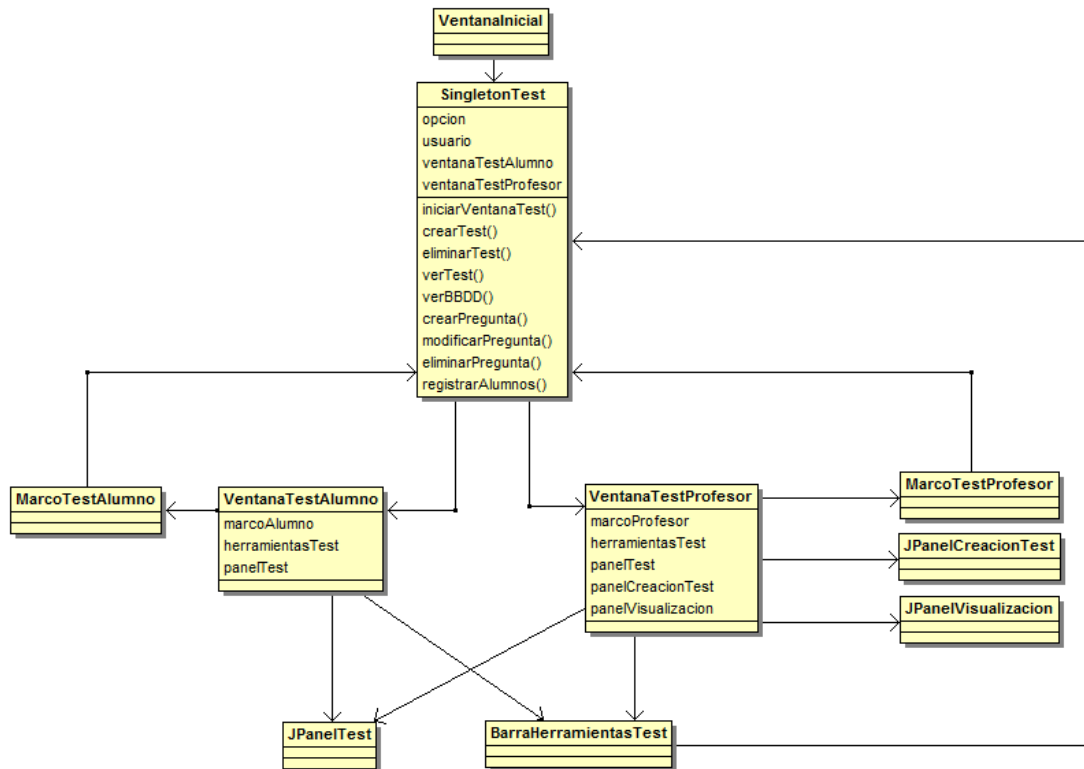 VentanaInicial
SingletonTest
opcion
usuario
ventanaTestAlumno
ventanaTestProfesor
iniciarVentanaTest()
crearTest()
eliminarTest()
verTest()
verBBDD()
crearPregunta()
modificarPregunta()
eliminarPregunta()
registrarAlumnos()
MarcoTestAlumno
VentanaTestAlumno
marcoAlumno
herramientasTest
panelTest
VentanaTestProfesor
marcoProfesor
herramientasTest
panelTest
panelCreacionTest
panelVisualizacion
MarcoTestProfesor
JPanelCreacionTest
JPanelVisualizacion
JPanelTest
BarraHerramientasTest